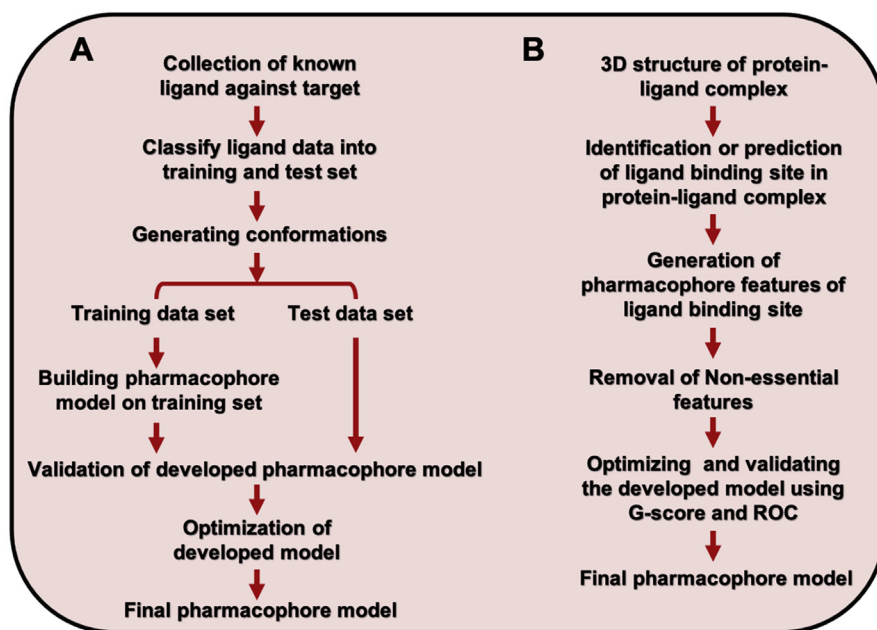 A
Collection of known
ligand against target
Classify ligand data into
training and test set
Generating conformations
Training data set
Test data set
Building pharmacophore
model on training set
Validation of developed pharmacophore model
Optimization of
developed model
Final pharmacophore model
B
3D structure of protein-
ligand complex
Identification or prediction
of ligand binding site in
protein-ligand complex
Generation of
pharmacophore features of
ligand binding site
Removal of Non-essential
features
Optimizing and validating
the developed model using
G-score and ROC
Final pharmacophore model